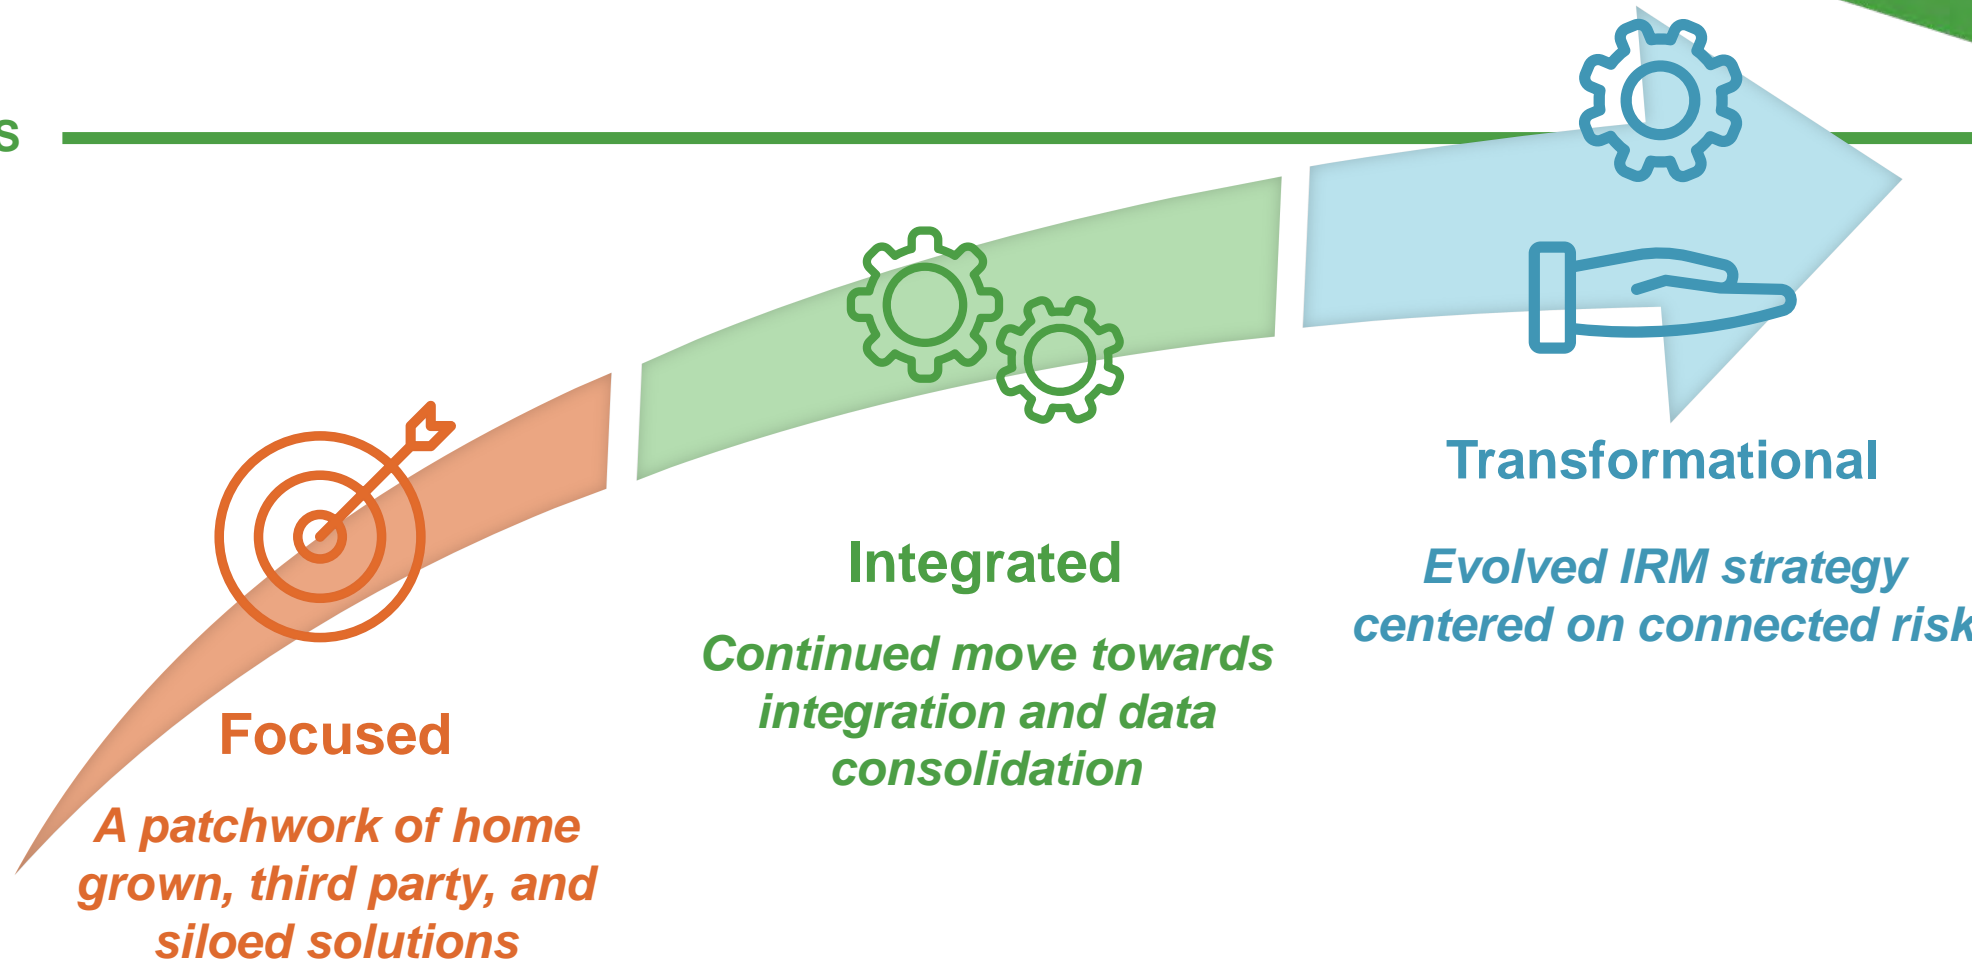 s
Transformational
Evolved IRM strategy
centered on connected risk
Integrated
Continued move towards
integration and data
consolidation
Focused
A patchwork of home
grown, third party, and
siloed solutions